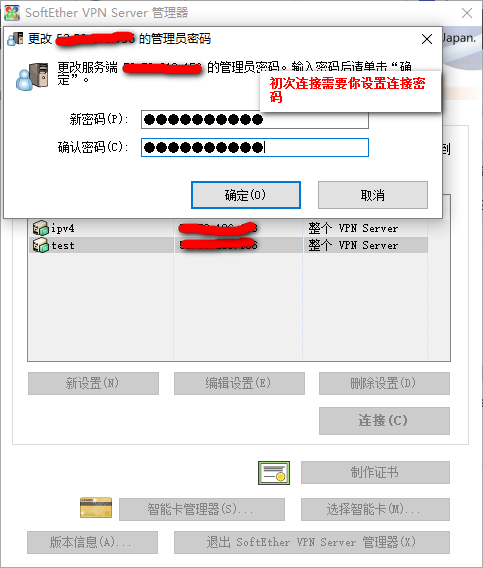 SoftEther VPN Server 管理器
更改 的管理员密码
Japan.
更改服务端 的管理员密码。输入密码后请单击“确
定”。
初次连接需要你设置连接密
码
新密码(P):
●●●●●●●●●●
确认密码(C):
●●●●●●●●●●
到
确定(O)
取消
ipv4 整个 VPN Server
test 整个 VPN Server
新设置(N)
编辑设置(E)
删除设置(D)
连接(C)
制作证书
智能卡管理器(S)...
选择智能卡(M)...
版本信息(A)...
退出 SoftEther VPN Server 管理器(X)